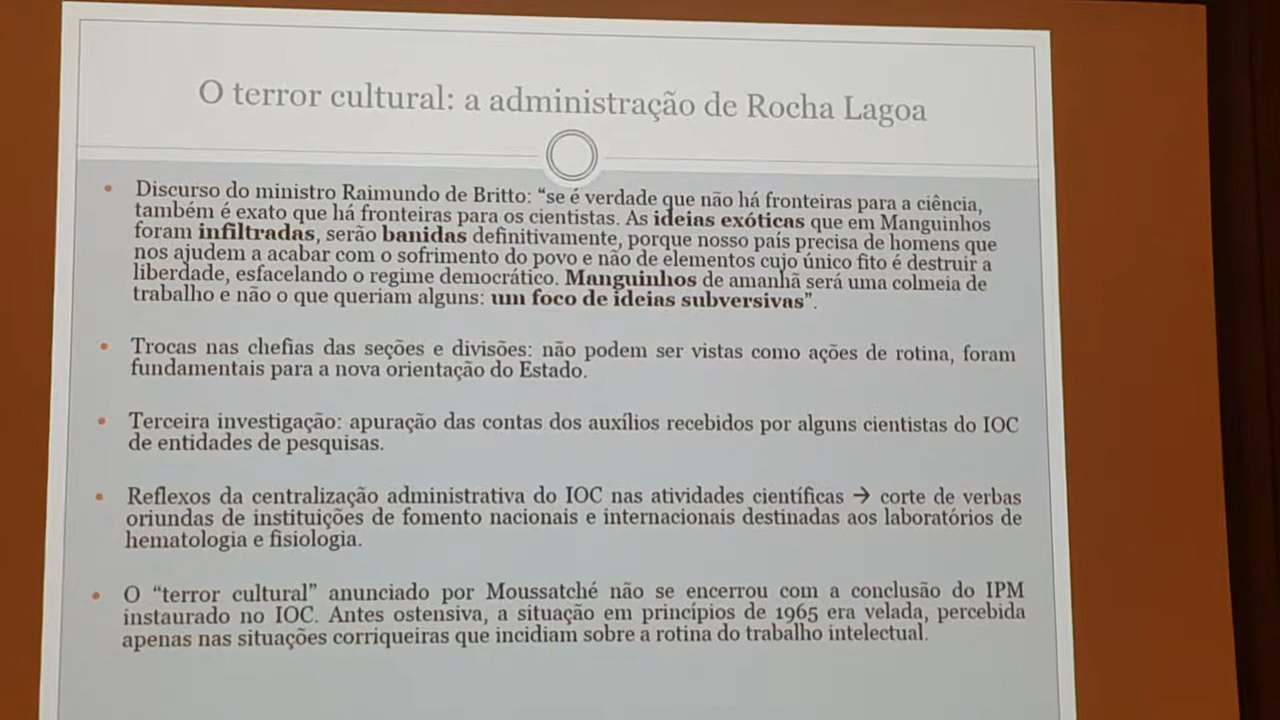 O terror cultural: a administração de Rocha Lagoa
• Discurso do ministro Raimundo de Britto: “se é verdade que não há fronteiras para a ciência,
também é exato que há fronteiras para os cientistas. As ideias exóticas que em Manguinhos
foram infiltradas, serão banidas definitivamente, porque nosso país precisa de homens que
nos ajudem a acabar com o sofrimento do povo e não de elementos cujo único fito é destruir a
liberdade, esfacelando o regime democrático. Manguinhos de amanhã será uma colmeia de
trabalho e não o que queriam alguns: um foco de ideias subversivas”.
• Trocas nas chefias das seções e divisões: não podem ser vistas como ações de rotina, foram
fundamentais para a nova orientação do Estado.
• Terceira investigação: apuração das contas dos auxílios recebidos por alguns cientistas do IOC
de entidades de pesquisas.
• Reflexos da centralização administrativa do IOC nas atividades científicas → corte de verbas
oriundas de instituições de fomento nacionais e internacionais destinadas aos laboratórios de
hematologia e fisiologia.
• O “terror cultural” anunciado por Moussatché não se encerrou com a conclusão do IPM
instaurado no IOC. Antes ostensiva, a situação em princípios de 1965 era velada, percebida
apenas nas situações corriqueiras que incidiam sobre a rotina do trabalho intelectual.